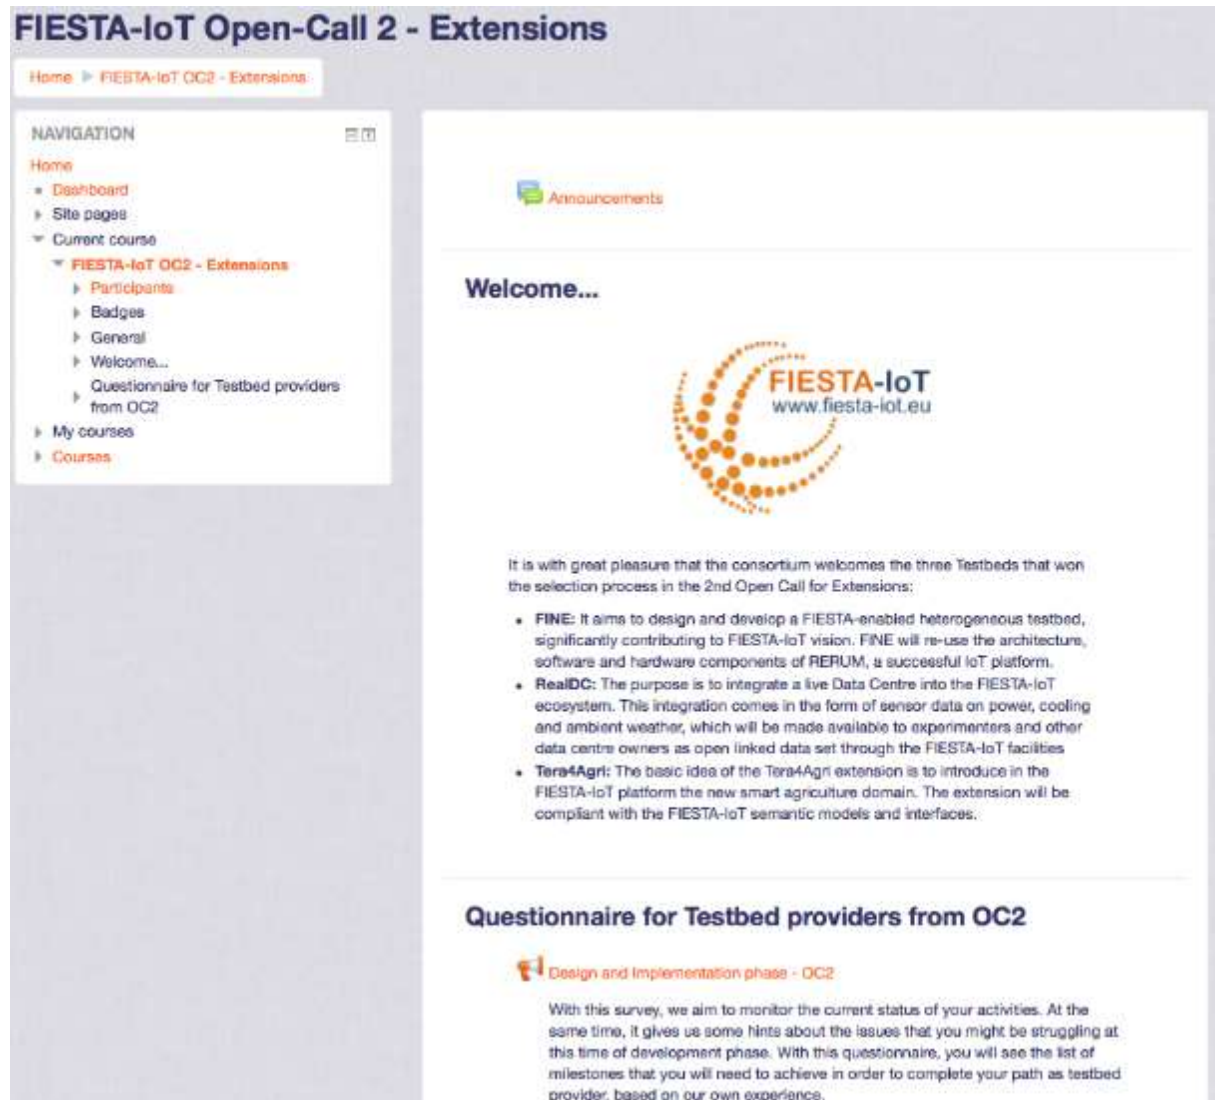 FIESTA-IoT Open-Call 2 - Extensions
Home FIESTA-IoT OC2 - Extensions
NAVIGATION
Home
Dashboard
Site pages
Current course
FIESTA-IoT OC2 - Extensions
Participants
Badges
General
Welcome...
Questionnaire for Testbed providers
from OC2
My courses
Courses
Announcements
Welcome...
FIESTA-IoT
www.fiesta-iot.eu
It is with great pleasure that the consortium welcomes the three Testbeds that won
the selection process in the 2nd Open Call for Extensions:
FINE: It aims to design and develop a FIESTA-enabled heterogeneous testbed,
significantly contributing to FIESTA-IoT vision. FINE will re-use the architecture,
software and hardware components of RERUM, a successful IoT platform.
RealDC: The purpose is to integrate a live Data Centre into the FIESTA-IoT
ecosystem. This integration comes in the form of sensor data on power, cooling
and ambient weather, which will be made available to experimenters and other
data centre owners as open linked data set through the FIESTA-IoT facilities
Tera4Agri: The basic idea of the Tera4Agri extension is to introduce in the
FIESTA-IoT platform the new smart agriculture domain. The extension will be
compliant with the FIESTA-IoT semantic models and interfaces.
Questionnaire for Testbed providers from OC2
Design and Implementation phase - OC2
With this survey, we aim to monitor the current status of your activities. At the
same time, it gives us some hints about the issues that you might be struggling at
this time of development phase. With this questionnaire, you will see the list of
milestones that you will need to achieve in order to complete your path as testbed
provider, based on our own experience.